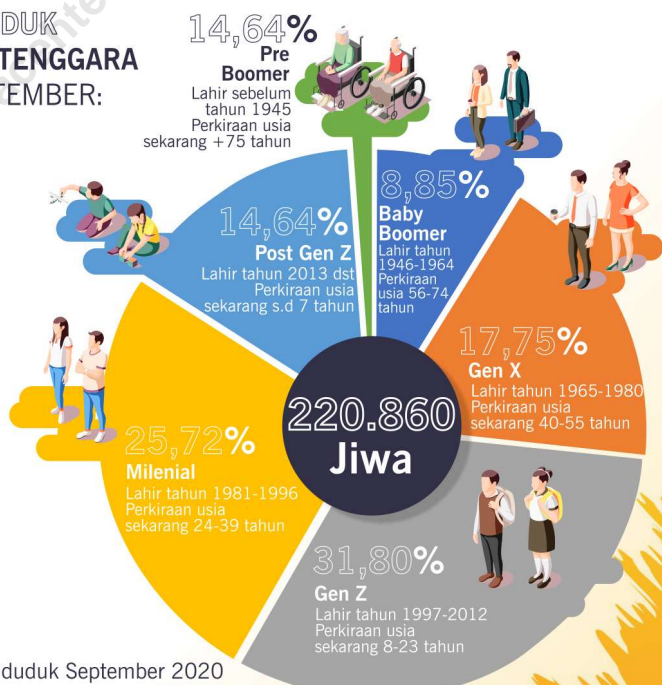 DUK
TENGGARA
TEMBER:
14,64%
Pre
Boomer
Lahir sebelum
tahun 1945
Perkiraan usia
sekarang +75 tahun
8,85%
Baby
Boomer
Lahir tahun
1946-1964
Perkiraan
usia 56-74
tahun
14,64%
Post Gen Z
Lahir tahun 2013 dst
Perkiraan usia
sekarang s.d 7 tahun
17,75%
Gen X
Lahir tahun 1965-1980
Perkiraan usia
sekarang 40-55 tahun
220.860
Jiwa
25,72%
Milenial
Lahir tahun 1981-1996
Perkiraan usia
sekarang 24-39 tahun
31,80%
Gen Z
Lahir tahun 1997-2012
Perkiraan usia
sekarang 8-23 tahun
duduk September 2020